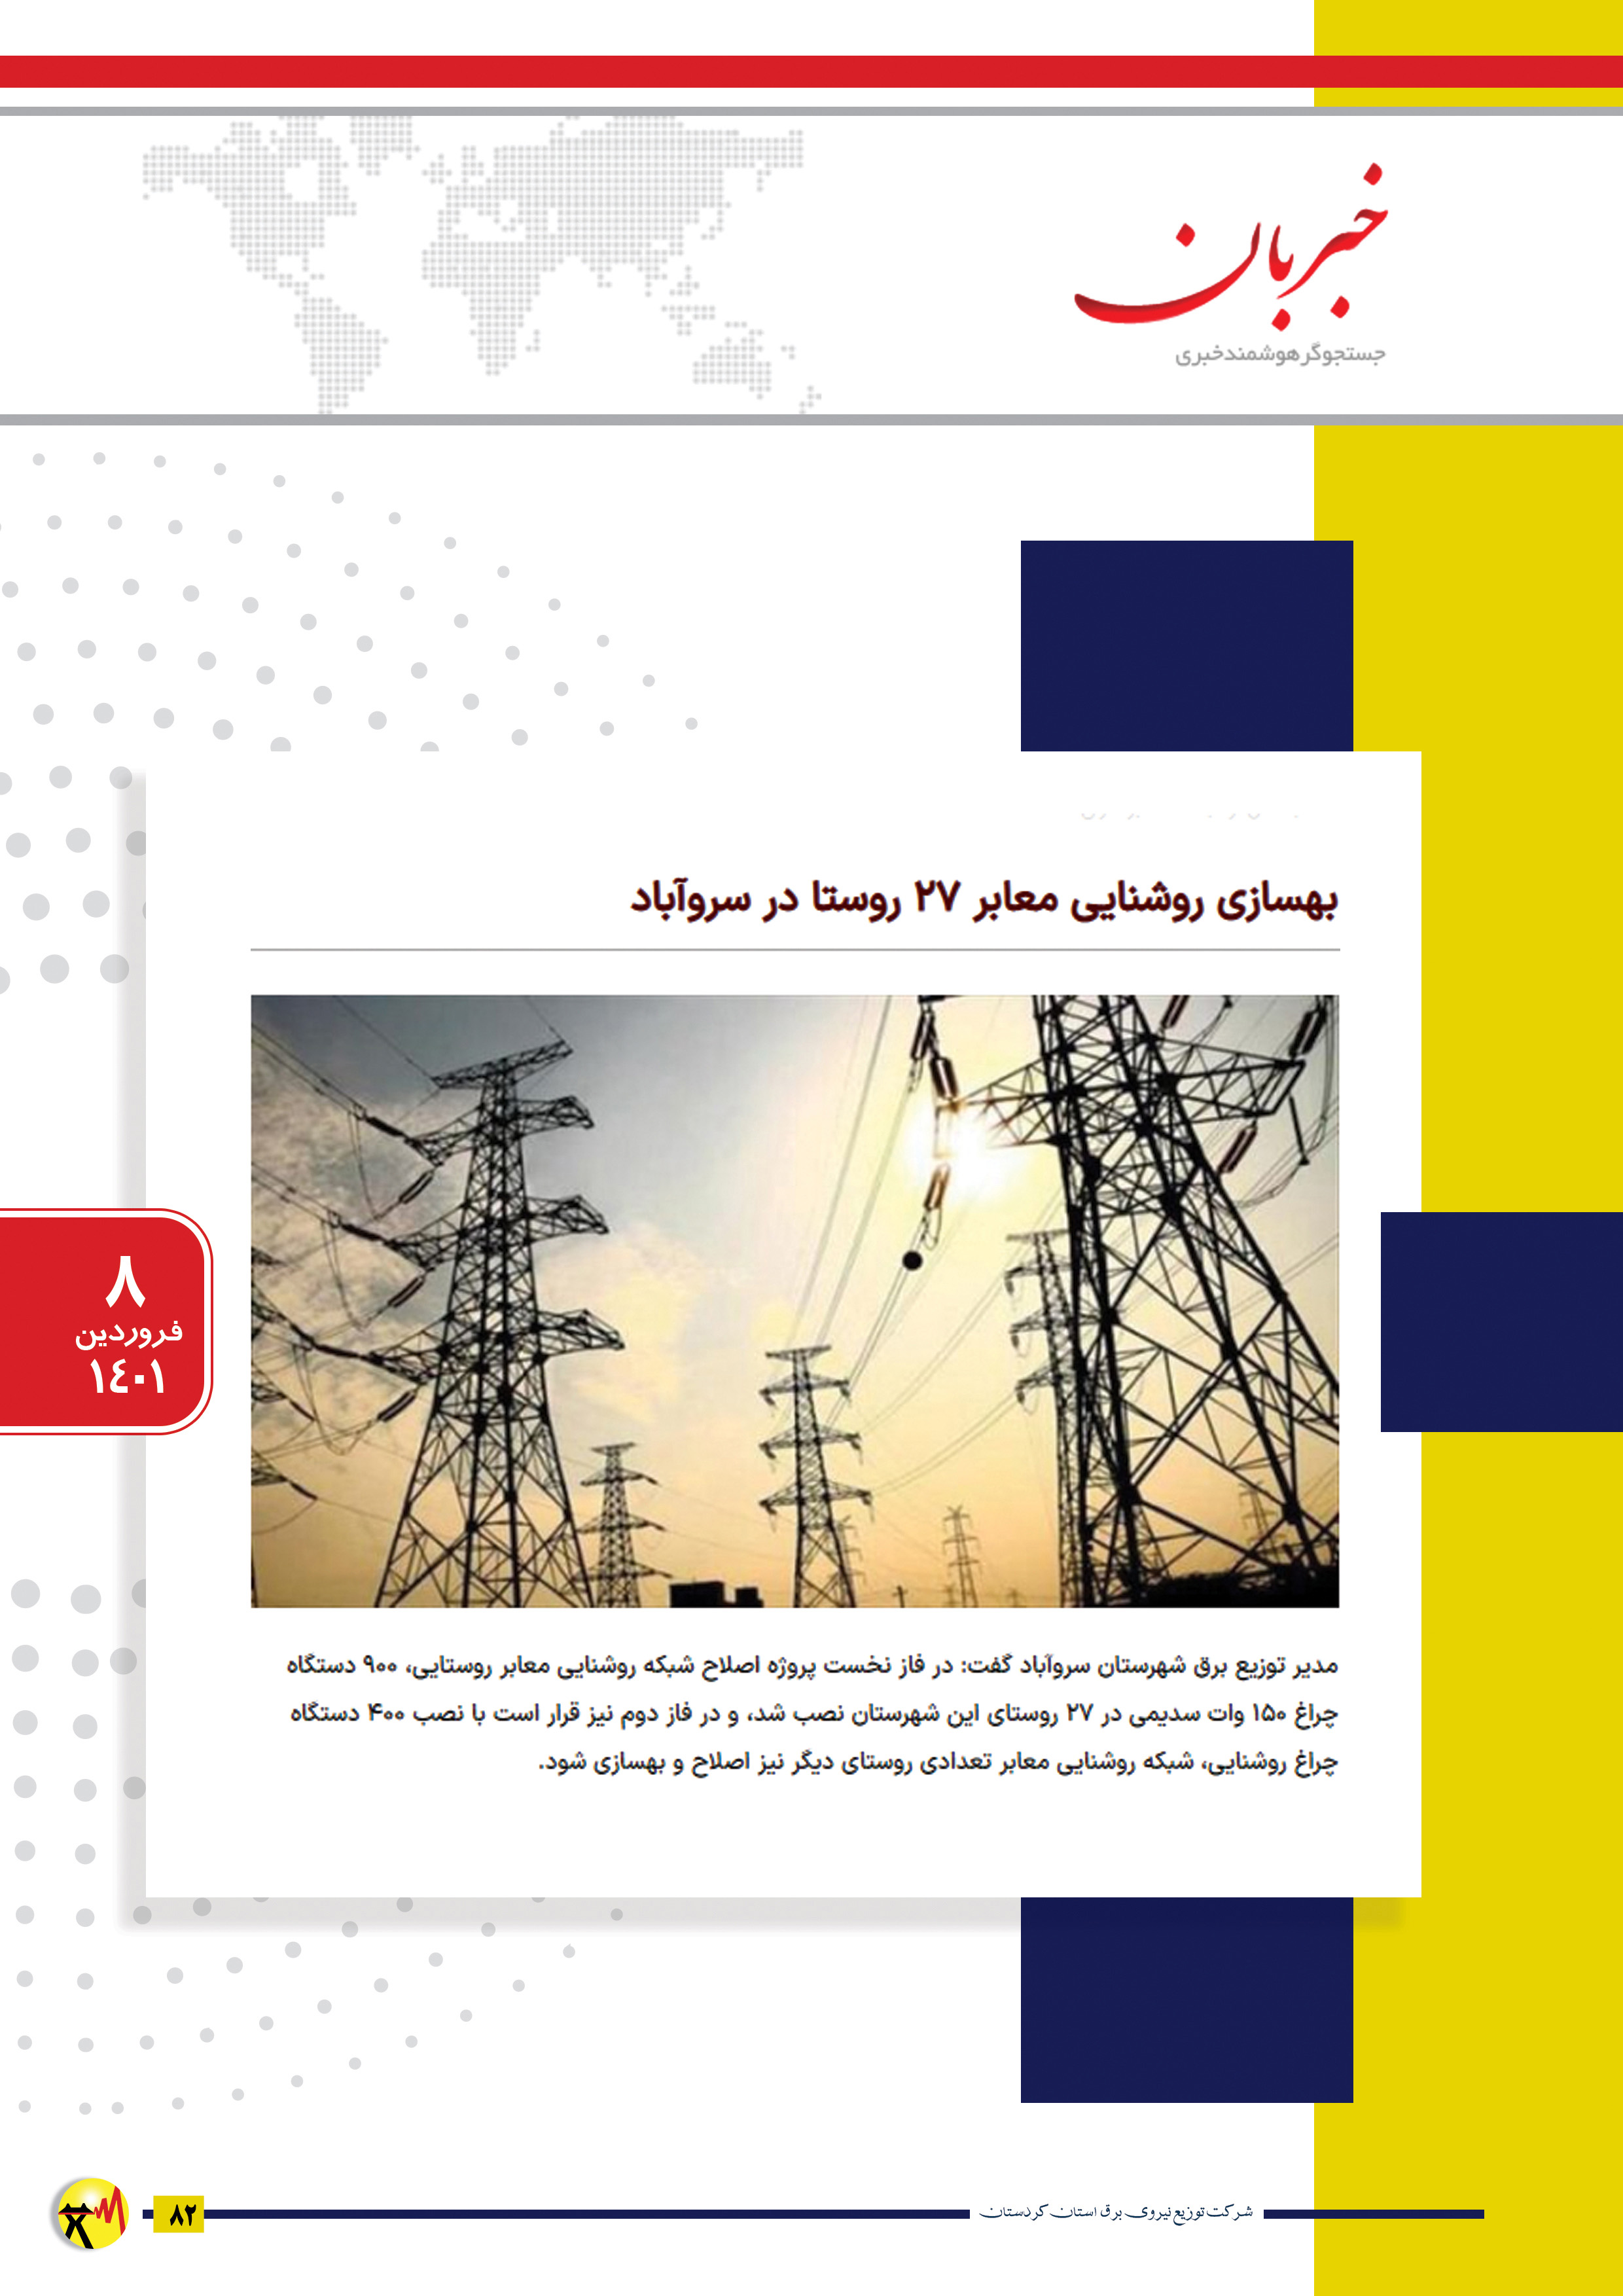 خبربان
جستجوگر هوشمند خبری
بهسازی روشنایی معابر ۲۷ روستا در سروآباد
۸
فروردین
۱٤۰۱
مدیر توزیع برق شهرستان سروآباد گفت: در فاز نخست پروژه اصلاح شبکه روشنایی معابر روستایی، ۹۰۰ دستگاه
چراغ ۱۵۰ وات سدیمی در ۲۷ روستای این شهرستان نصب شد، و در فاز دوم نیز قرار است با نصب ۴۰۰ دستگاه
چراغ روشنایی، شبکه روشنایی معابر تعدادی روستای دیگر نیز اصلاح و بهسازی شود.
شرکت توزیع نیروی برق استان کردستان
۸۲